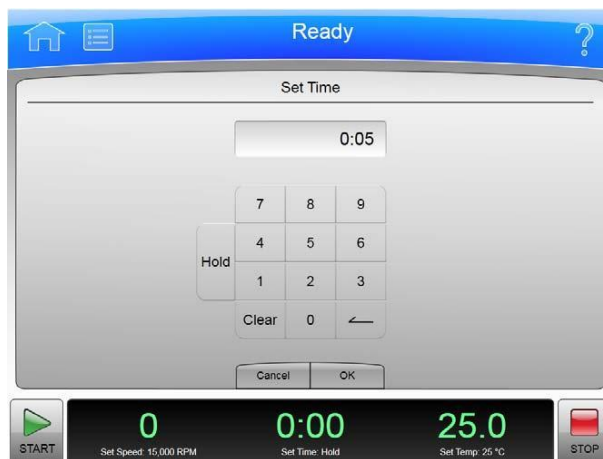 Ready
?
Set Time
0:05
7 8 9
4 5 6
Hold
1 2 3
Clear 0
Cancel OK
START
0
Set Speed: 15,000 RPM
0:00
Set Time: Hold
25.0
Set Temp: 25 °C
STOP